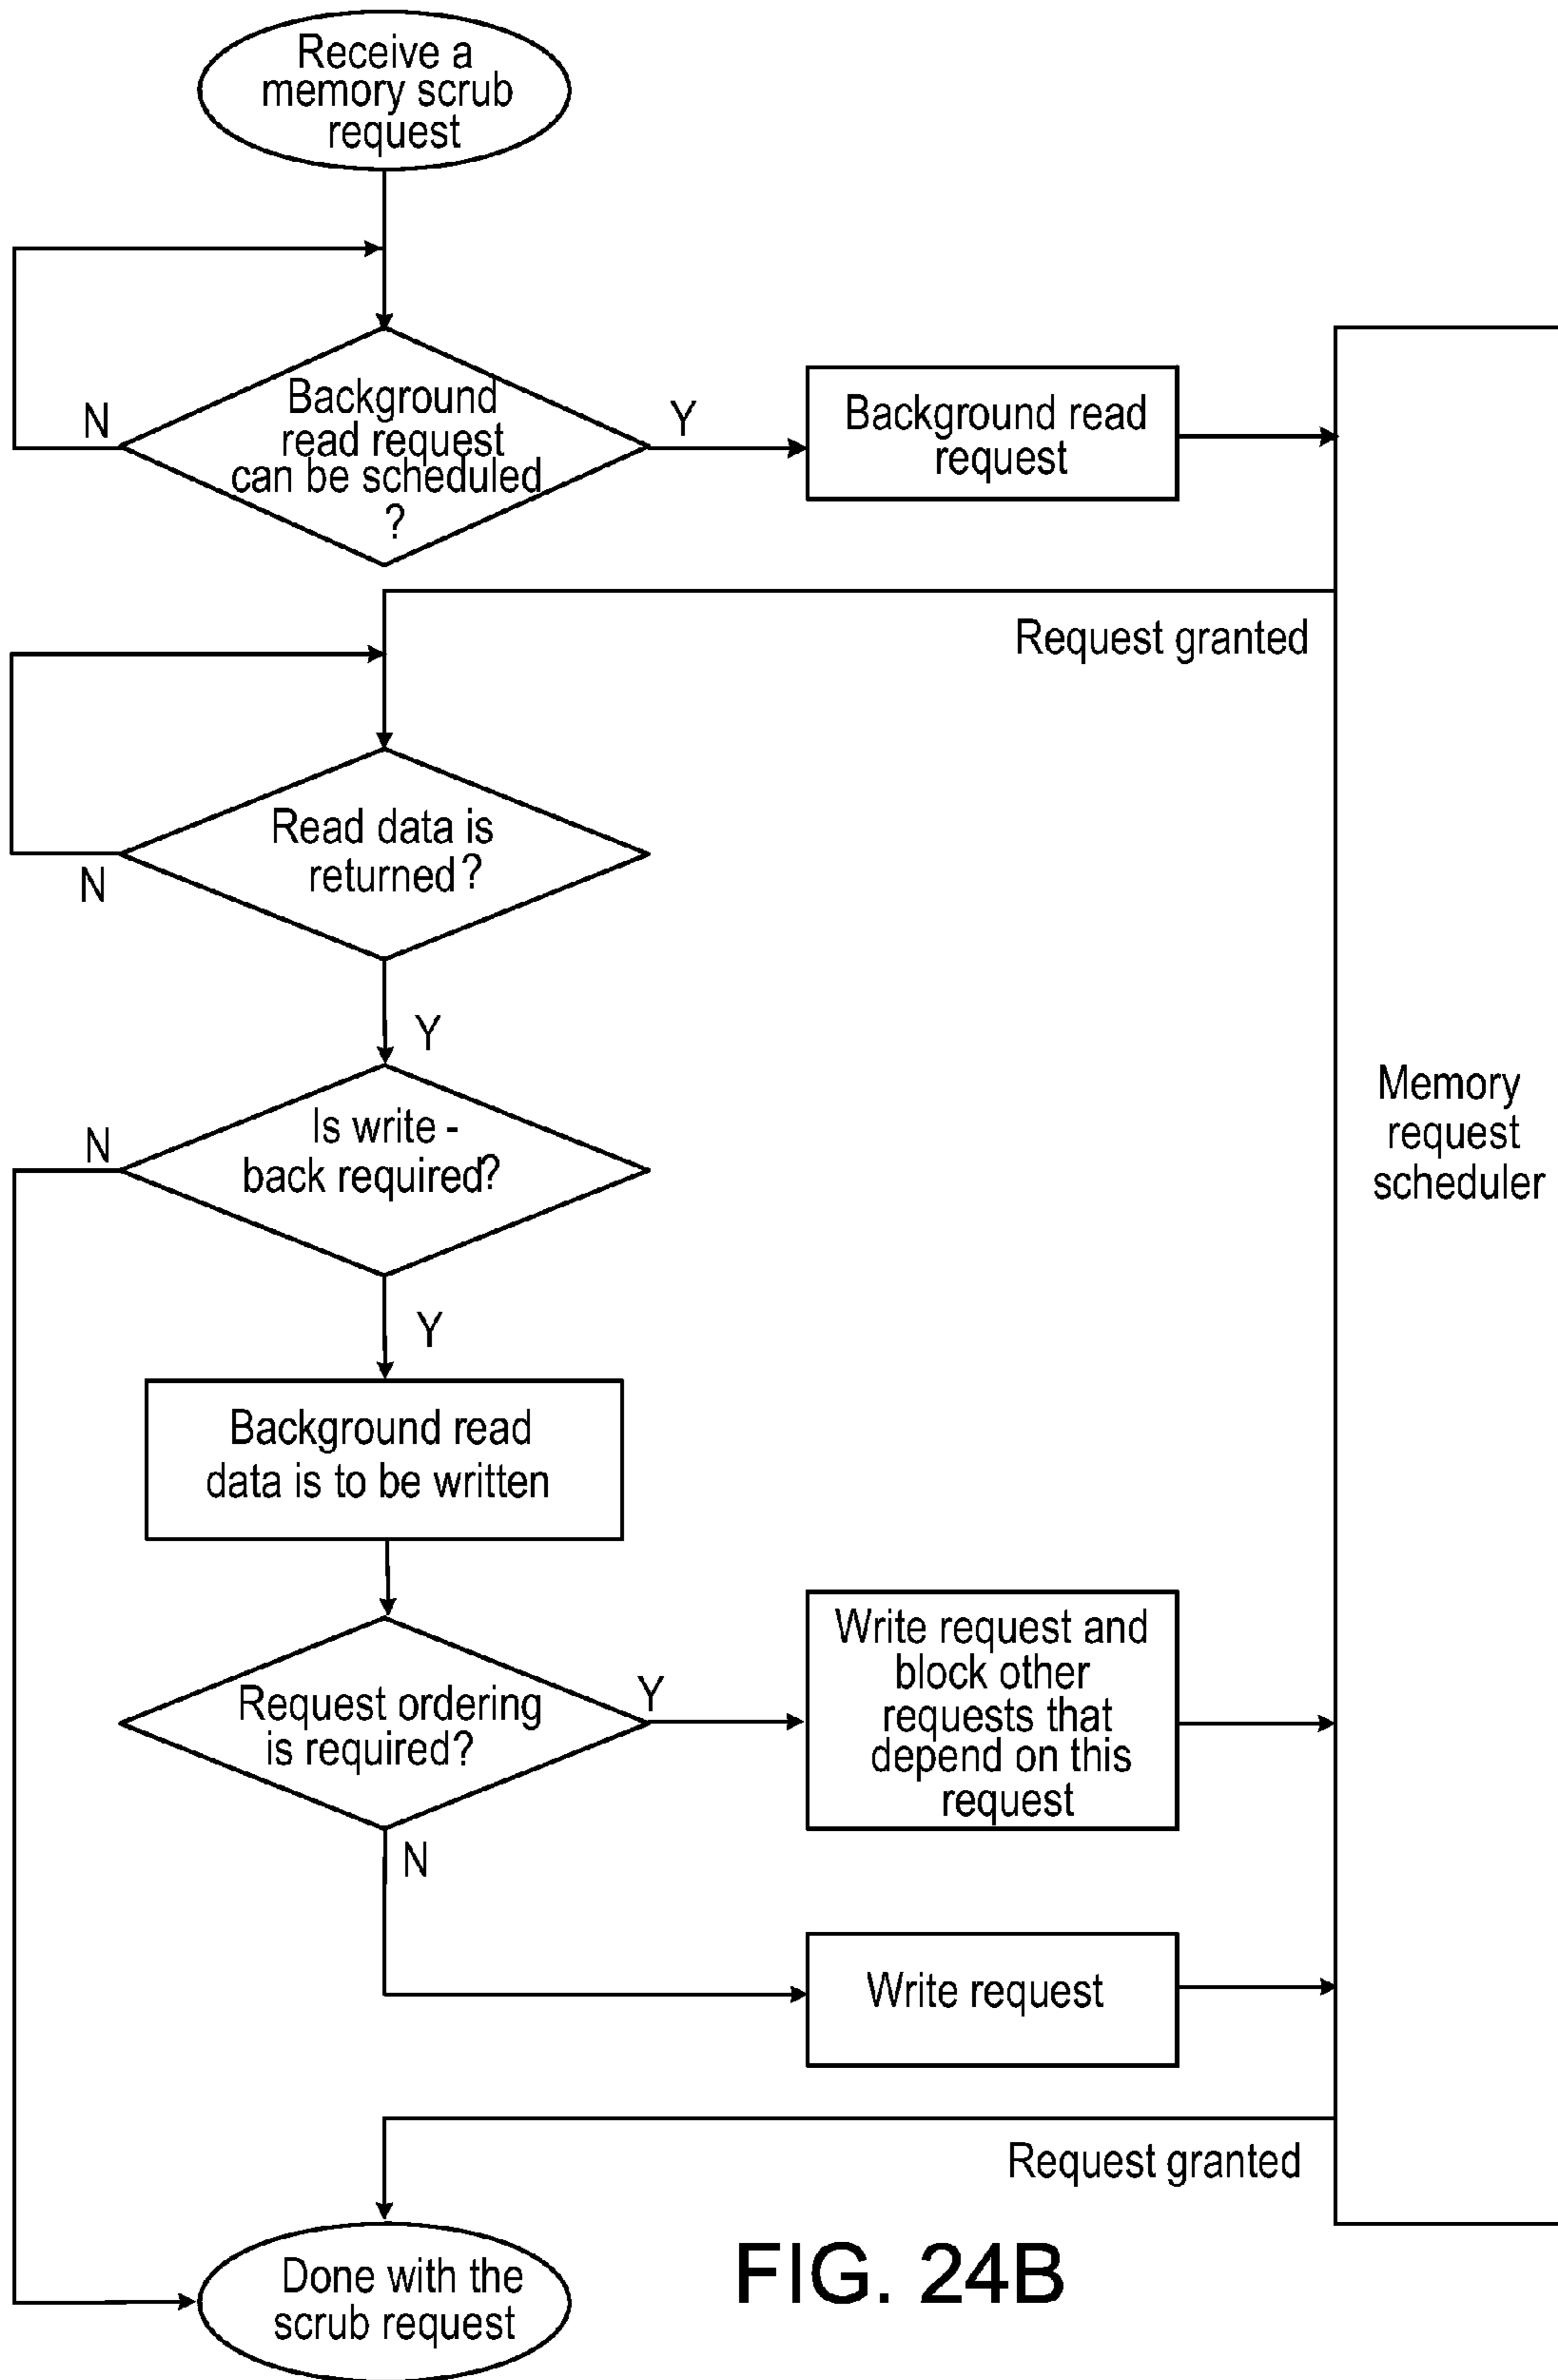 Receive a
memory scrub
request
Background
read request
can be scheduled
?
N
Y
Background read
request
Request granted
Read data is
returned?
N
Y
Is write -
back required?
N
Y
Memory
request
scheduler
Background read
data is to be written
Request ordering
is required?
Y
Write request and
block other
requests that
depend on this
request
N
Write request
Request granted
Done with the
scrub request
FIG. 24B